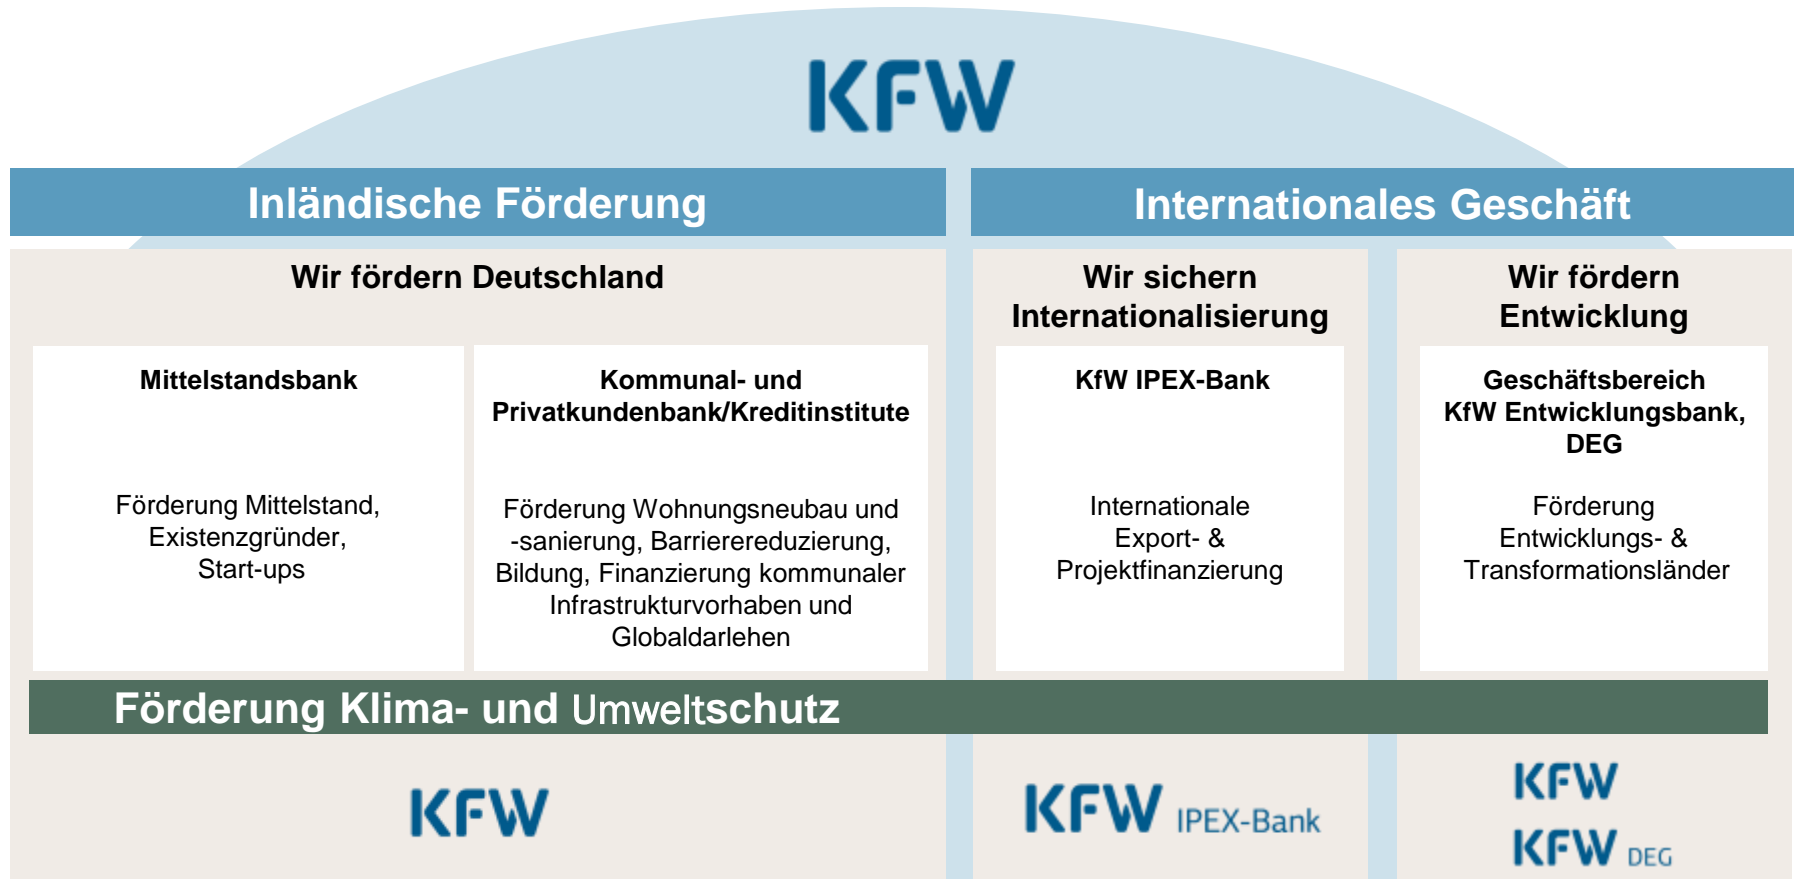 KFW
Inländische Förderung
Internationales Geschäft
Wir fördern Deutschland
Mittelstandsbank
Förderung Mittelstand,
Existenzgründer,
Start-ups
Kommunal- und
Privatkundenbank/Kreditinstitute
Förderung Wohnungsneubau und
-sanierung, Barrierereduzierung,
Bildung, Finanzierung kommunaler
Infrastrukturvorhaben und
Globaldarlehen
Wir sichern
Internationalisierung
KfW IPEX-Bank
Internationale
Export- &
Projektfinanzierung
Wir fördern
Entwicklung
Geschäftsbereich
KfW Entwicklungsbank,
DEG
Förderung
Entwicklungs- &
Transformationsländer
Förderung Klima- und Umweltschutz
KFW
KFW IPEX-Bank
KFW
KFW DEG